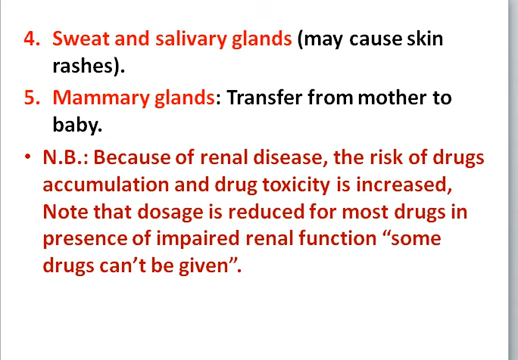 4. Sweat and salivary glands (may cause skin
rashes).
5. Mammary glands: Transfer from mother to
baby.
• N.B.: Because of renal disease, the risk of drugs
accumulation and drug toxicity is increased,
Note that dosage is reduced for most drugs in
presence of impaired renal function “some
drugs can’t be given”.